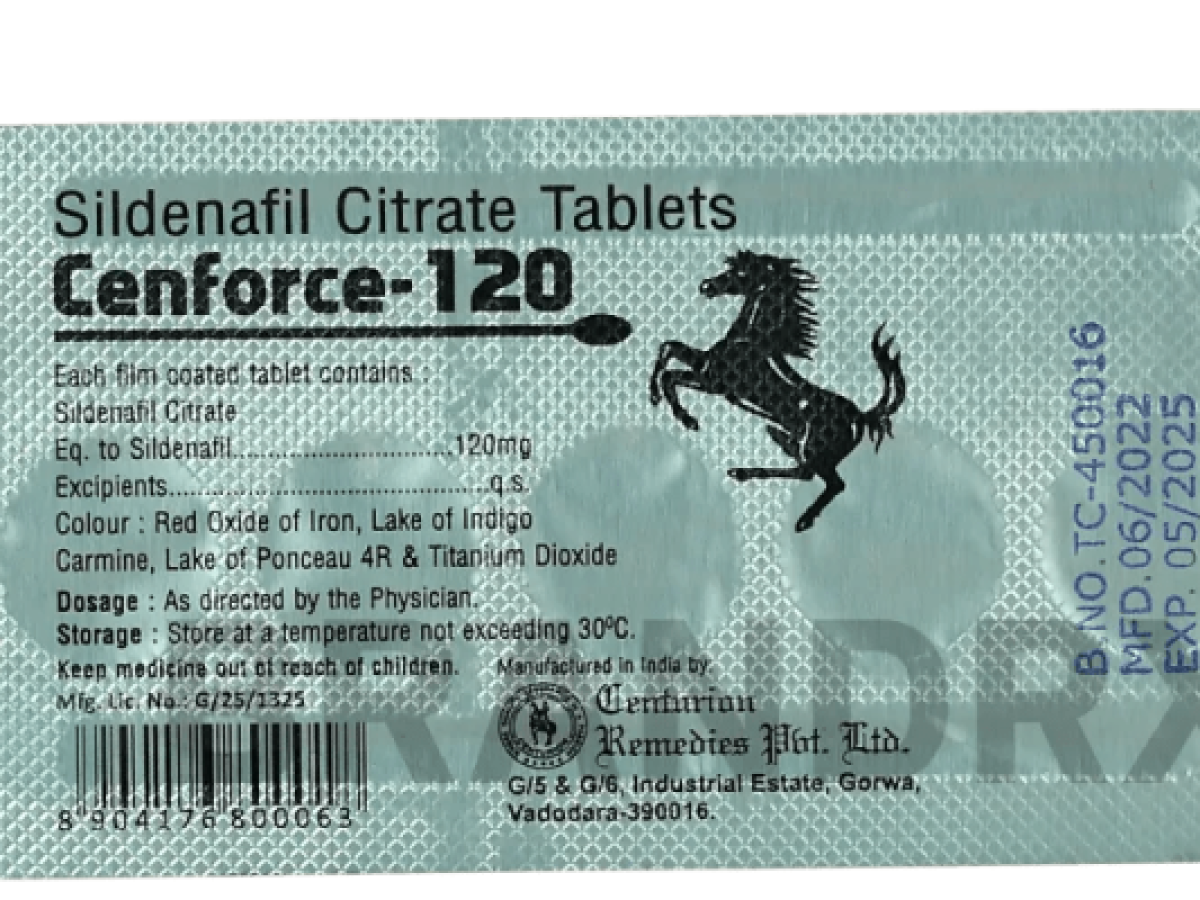 Sildenafil Citrate Tablets
Cenforce-120
Each film coated tablet contains :
Sildenafil Citrate
Eq. to Sildenafil................................120mg
Excipients..........................................q.s.
Colour : Red Oxide of Iron, Lake of Indigo
Carmine, Lake of Ponceau 4R & Titanium Dioxide
Dosage : As directed by the Physician.
Storage : Store at a temperature not exceeding 30ºC.
Keep medicine out of reach of children.
Mfg. Lic. No.: G/25/1325
8 904176 800063
Manufactured in India by:
Centurion
Remedies Pvt. Ltd.
G/5 & G/6, Industrial Estate, Gorwa,
Vadodara-390016.
B.NO.TC-450016
MFD.06/2022
EXP. 05/2025